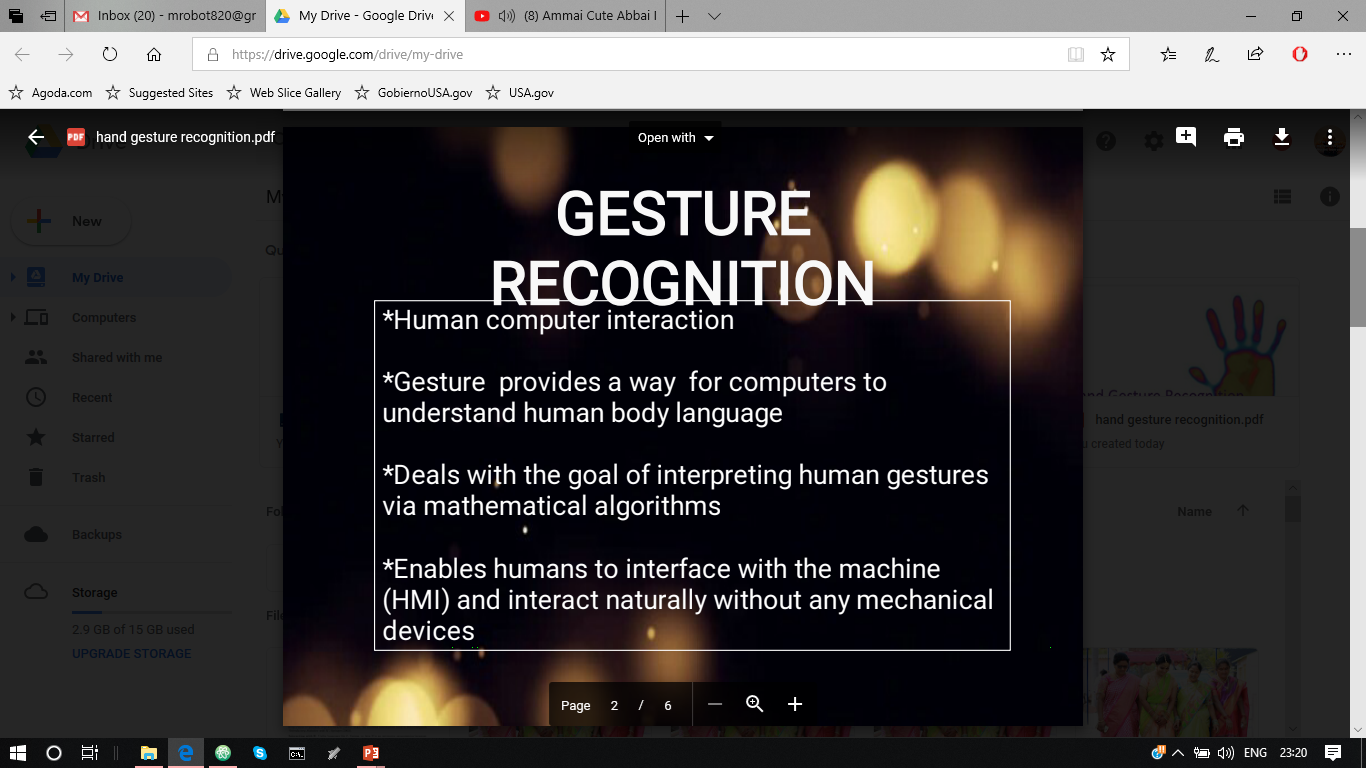 Inbox (20) - mrobot820@gr
My Drive - Google Driv
(8) Ammai Cute Abbai
https://drive.google.com/drive/my-drive
Agoda.com
Suggested Sites
Web Slice Gallery
GobiernoUSA.gov
USA.gov
PDF
hand gesture recognition.pdf
Open with
GESTURE
RECOGNITION
*Human computer interaction
*Gesture provides a way for computers to
understand human body language
*Deals with the goal of interpreting human gestures
via mathematical algorithms
*Enables humans to interface with the machine
(HMI) and interact naturally without any mechanical
devices
Page 2 / 6
New
My Drive
Computers
Shared with me
Recent
Starred
Trash
Backups
Storage
2.9 GB of 15 GB used
UPGRADE STORAGE
hand gesture recognition.pdf
created today
Name
ENG 23:20